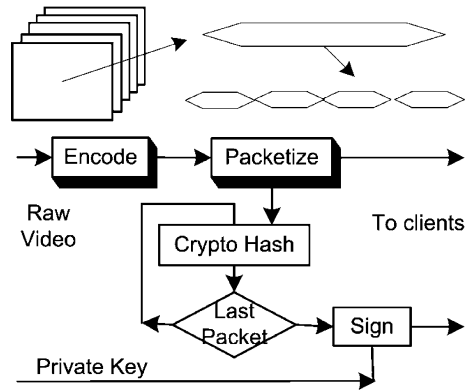 Encode
Packetize
Raw
Video
To clients
Crypto Hash
Last
Packet
Sign
Private Key